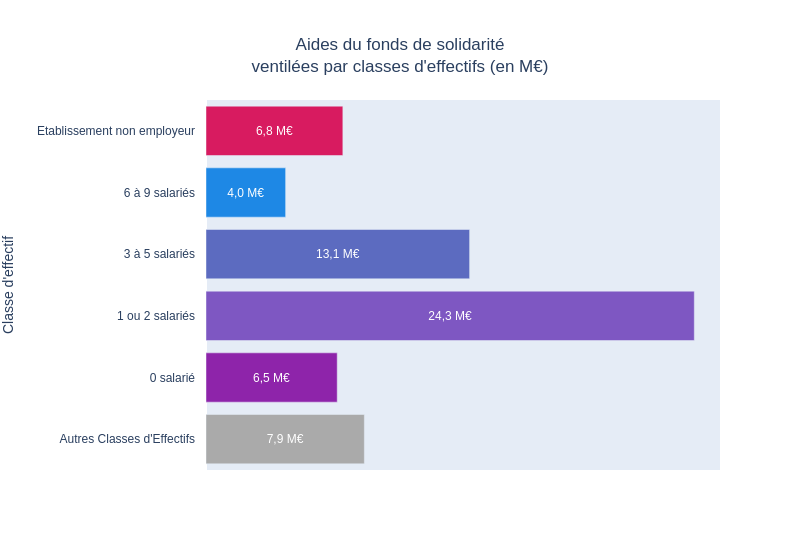 Aides du fonds de solidarité
ventilées par classes d'effectifs (en M€)
Classe d'effectif
Etablissement non employeur
6,8 M€
6 à 9 salariés
4,0 M€
3 à 5 salariés
13,1 M€
1 ou 2 salariés
24,3 M€
0 salarié
6,5 M€
Autres Classes d'Effectifs
7,9 M€